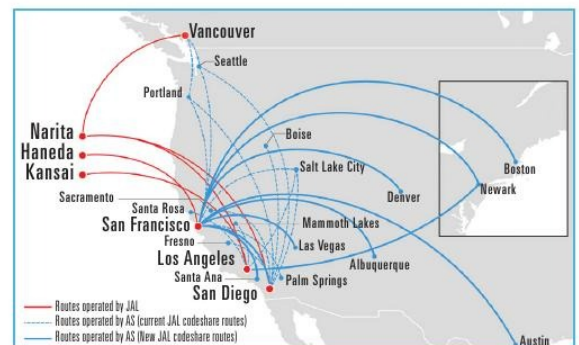 Vancouver
Seattle
Portland
Narita
Haneda
Kansai
Boise
Salt Lake City
Boston
Newark
Denver
Sacramento
Santa Rosa
San Francisco
Mammoth Lakes
Fresno
Las Vegas
Los Angeles
Albuquerque
Santa Ana
Palm Springs
San Diego
Routes operated by JAL
Routes operated by AS (current JAL codeshare routes)
Routes operated by AS (New JAL codeshare routes)
Austin